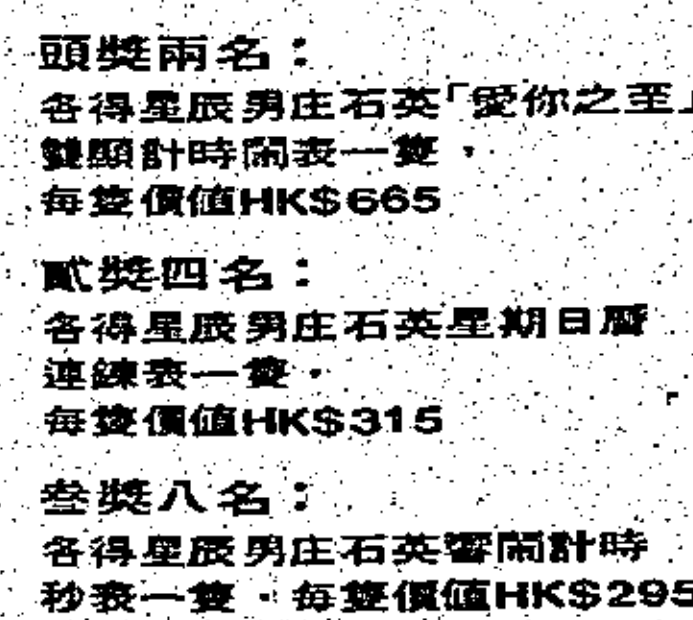 頭獎兩名：
各得星辰男庄石英「愛你之至」
雙顯計時鬧表一隻，
每隻價值HK$665
貳獎四名：
各得星辰男庄石英星期日曆
連鍊表一隻．
每隻價值HK$315
叁獎八名：
各得星辰男庄石英響鬧計時
秒表一隻．每隻價值HK$295